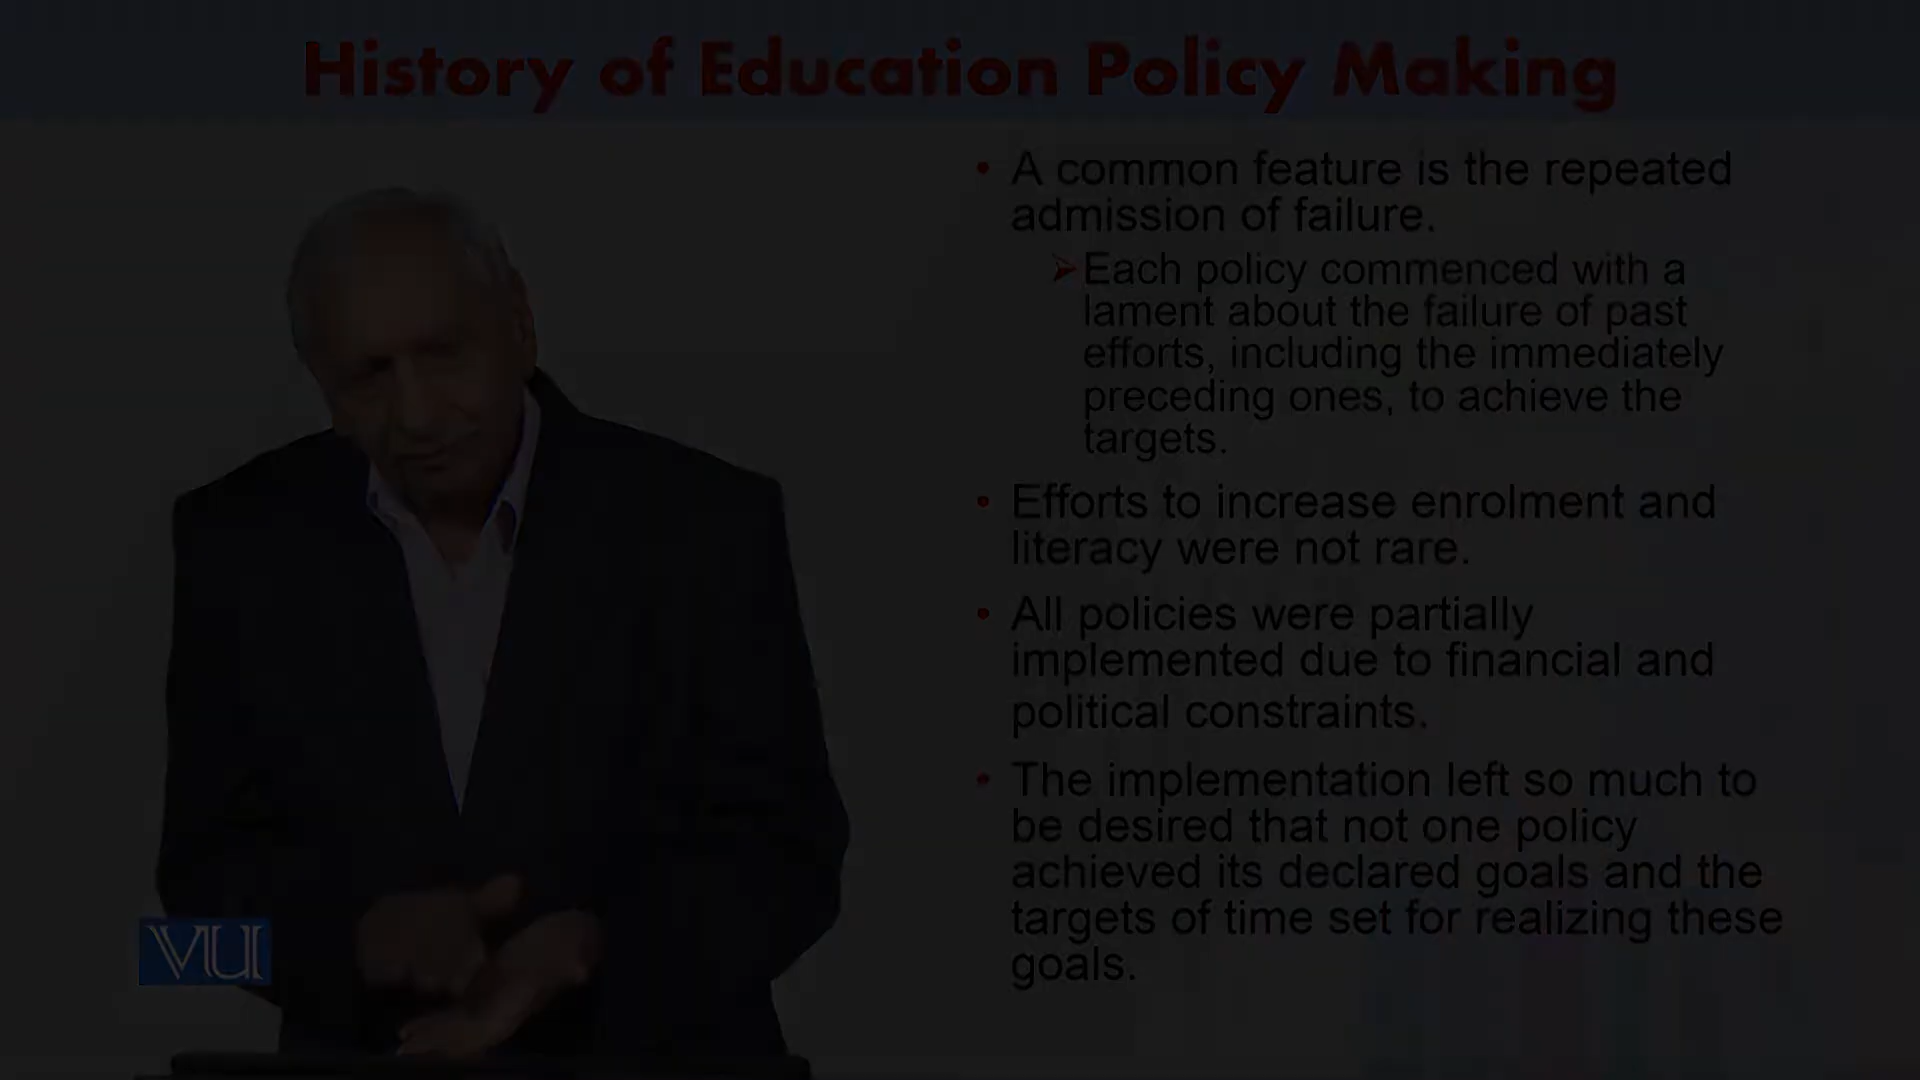 History of Education Policy Making
• A common feature is the repeated
admission of failure.
➢ Each policy commenced with a
lament about the failure of past
efforts, including the immediately
preceding ones, to achieve the
targets.
• Efforts to increase enrolment and
literacy were not rare.
• All policies were partially
implemented due to financial and
political constraints.
• The implementation left so much to
be desired that not one policy
achieved its declared goals and the
targets of time set for realizing these
goals.
VU